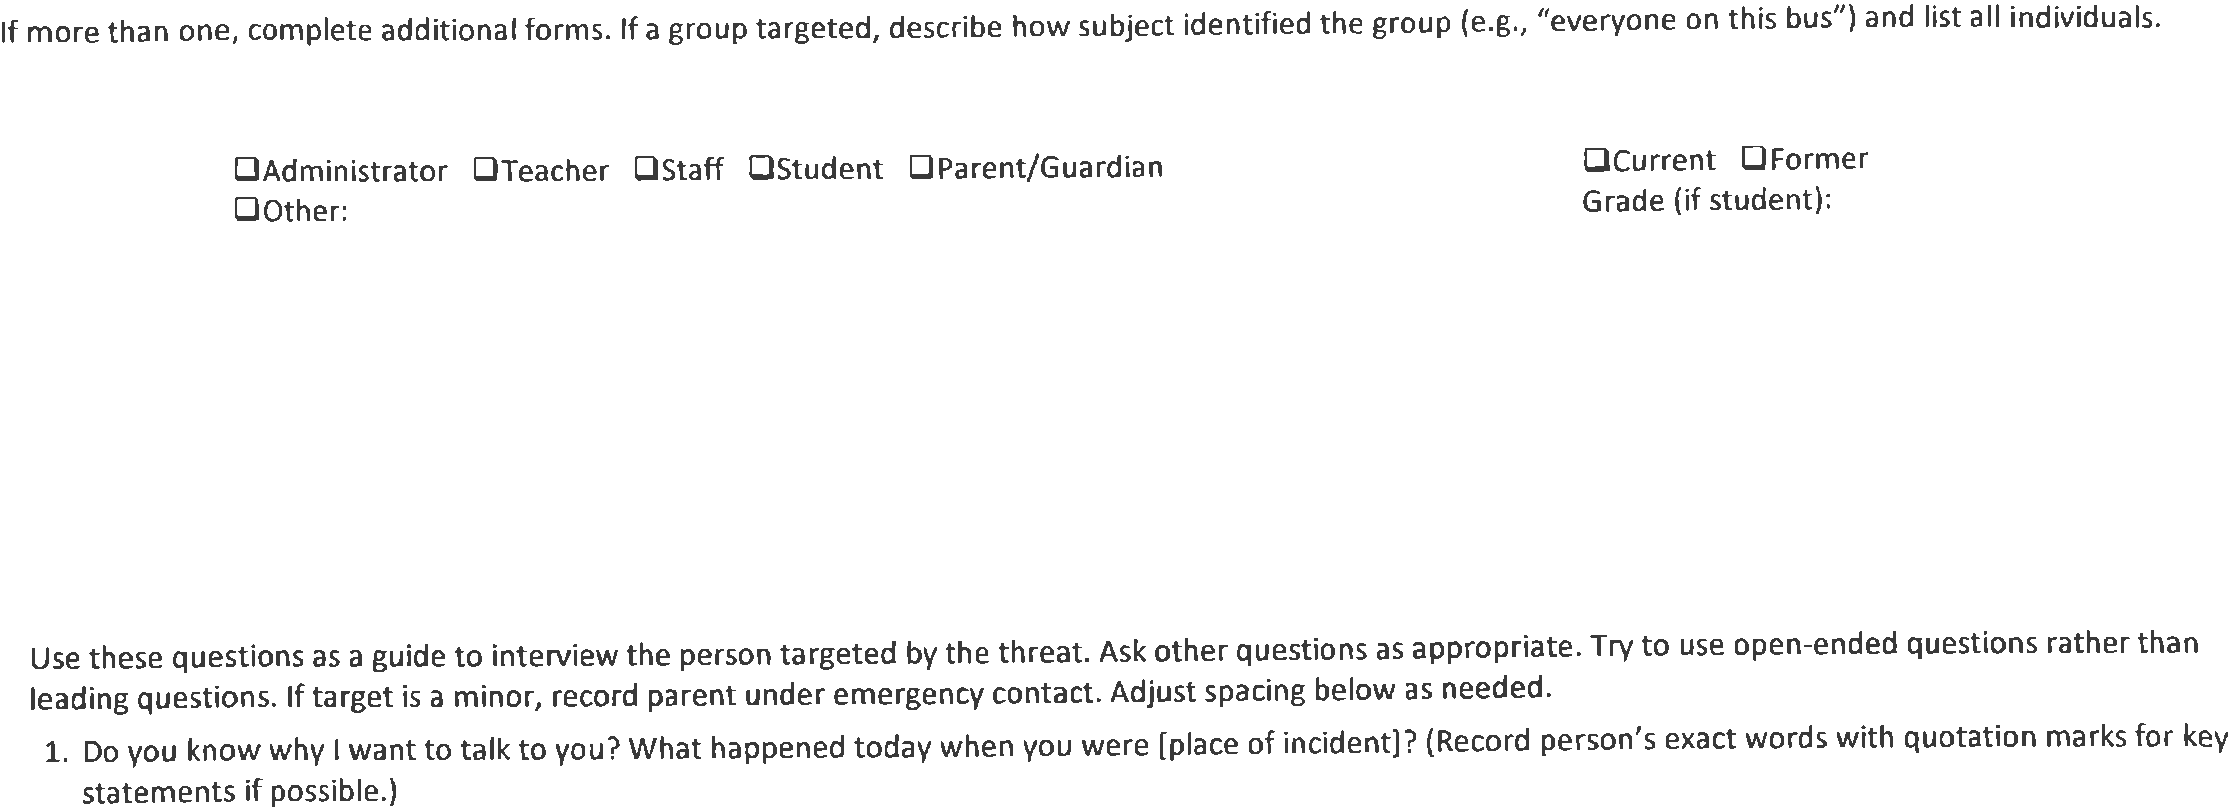 If more than one, complete additional forms. If a group targeted, describe how subject identified the group (e.g., “everyone on this bus”) and list all individuals.
❑Administrator ❑Teacher ❑Staff ❑Student ❑Parent/Guardian
❑Other:
❑Current ❑Former
Grade (if student):
Use these questions as a guide to interview the person targeted by the threat. Ask other questions as appropriate. Try to use open-ended questions rather than
leading questions. If target is a minor, record parent under emergency contact. Adjust spacing below as needed.
1. Do you know why I want to talk to you? What happened today when you were [place of incident]? (Record person’s exact words with quotation marks for key
statements if possible.)